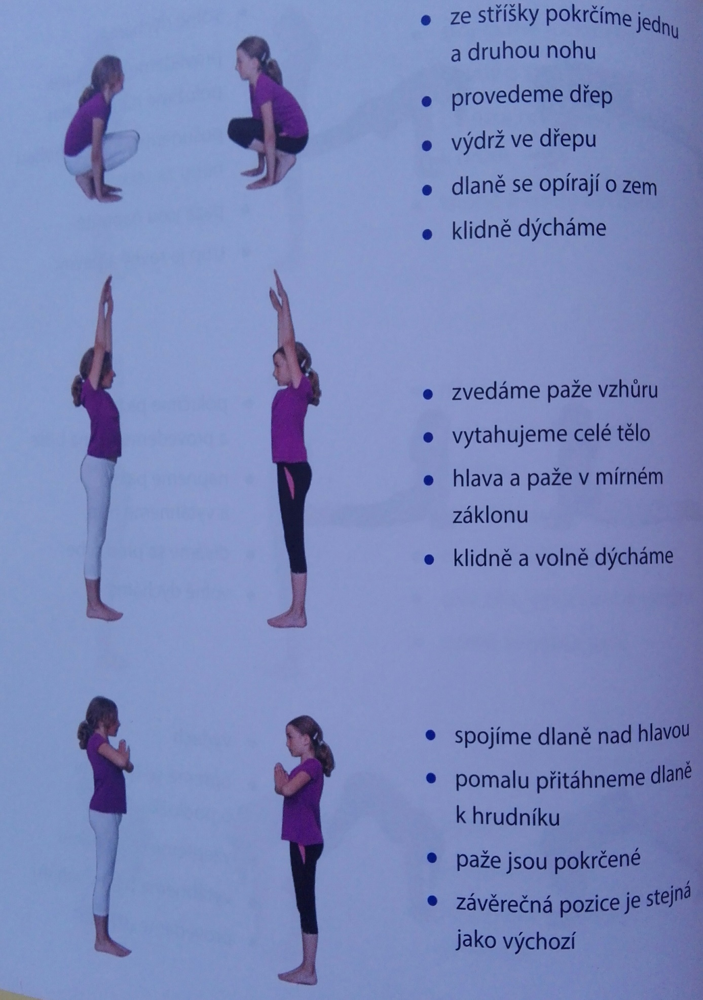 • ze stříšky pokrčíme jednu
a druhou nohu
• provedeme dřep
• výdrž ve dřepu
• dlaně se opírají o zem
• klidně dýcháme
• zvedáme paže vzhůru
• vytahujeme celé tělo
• hlava a paže v mírném
záklonu
• klidně a volně dýcháme
• spojíme dlaně nad hlavou
• pomalu přitáhneme dlaně
k hrudníku
• paže jsou pokrčené
• závěrečná pozice je stejná
jako výchozí